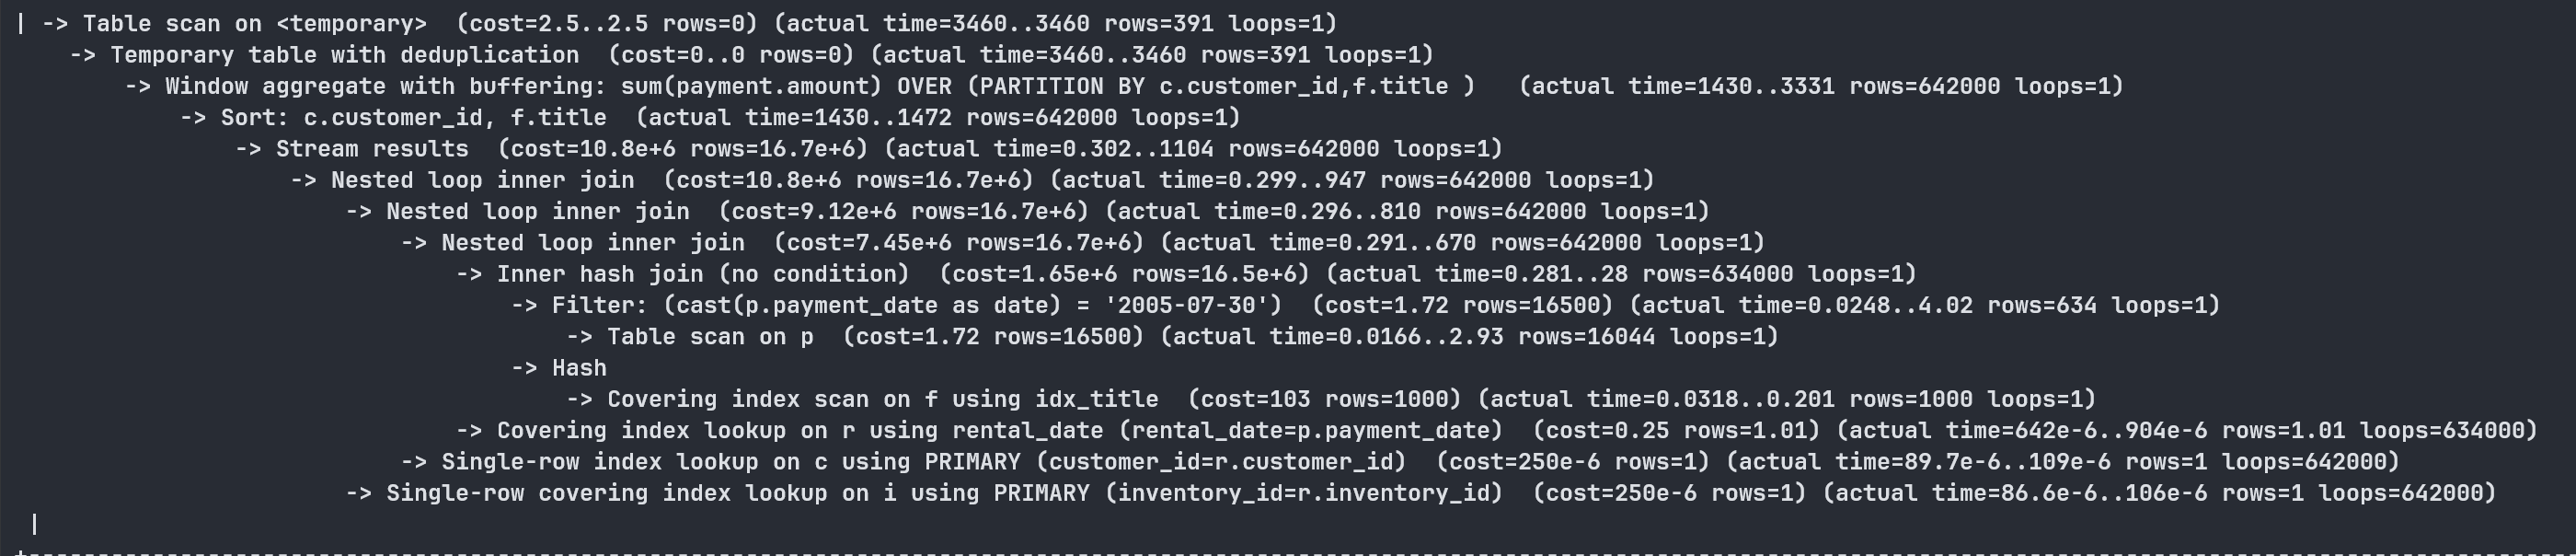 | -> Table scan on <temporary>  (cost=2.5..2.5 rows=0) (actual time=3460..3460 rows=391 loops=1)
    -> Temporary table with deduplication  (cost=0..0 rows=0) (actual time=3460..3460 rows=391 loops=1)
        -> Window aggregate with buffering: sum(payment.amount) OVER (PARTITION BY c.customer_id,f.title )   (actual time=1430..3331 rows=642000 loops=1)
            -> Sort: c.customer_id, f.title  (actual time=1430..1472 rows=642000 loops=1)
                -> Stream results  (cost=10.8e+6 rows=16.7e+6) (actual time=0.302..1104 rows=642000 loops=1)
                    -> Nested loop inner join  (cost=10.8e+6 rows=16.7e+6) (actual time=0.299..947 rows=642000 loops=1)
                        -> Nested loop inner join  (cost=9.12e+6 rows=16.7e+6) (actual time=0.296..810 rows=642000 loops=1)
                            -> Nested loop inner join  (cost=7.45e+6 rows=16.7e+6) (actual time=0.291..670 rows=642000 loops=1)
                                -> Inner hash join (no condition)  (cost=1.65e+6 rows=16.5e+6) (actual time=0.281..28 rows=634000 loops=1)
                                    -> Filter: (cast(p.payment_date as date) = '2005-07-30')  (cost=1.72 rows=16500) (actual time=0.0248..4.02 rows=634 loops=1)
                                        -> Table scan on p  (cost=1.72 rows=16500) (actual time=0.0166..2.93 rows=16044 loops=1)
                                    -> Hash
                                        -> Covering index scan on f using idx_title  (cost=103 rows=1000) (actual time=0.0318..0.201 rows=1000 loops=1)
                                -> Covering index lookup on r using rental_date (rental_date=p.payment_date)  (cost=0.25 rows=1.01) (actual time=642e-6..904e-6 rows=1.01 loops=634000)
                            -> Single-row index lookup on c using PRIMARY (customer_id=r.customer_id)  (cost=250e-6 rows=1) (actual time=89.7e-6..109e-6 rows=1 loops=642000)
                        -> Single-row covering index lookup on i using PRIMARY (inventory_id=r.inventory_id)  (cost=250e-6 rows=1) (actual time=86.6e-6..106e-6 rows=1 loops=642000)
 |